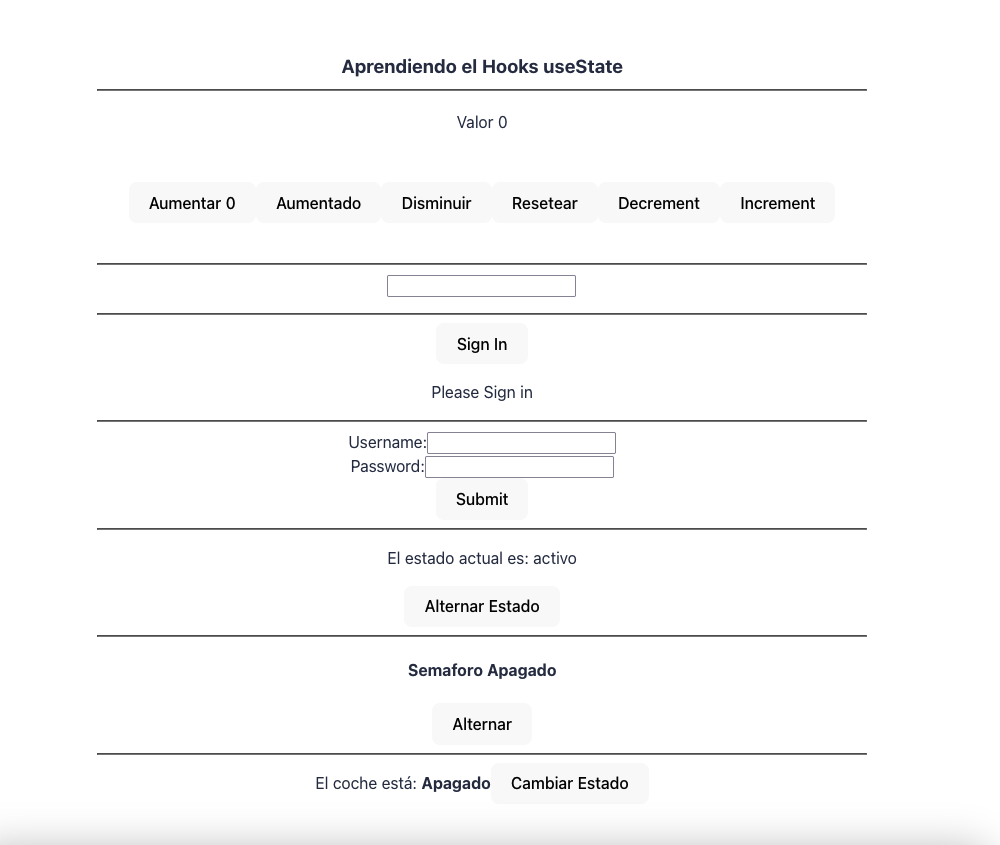 Aprendiendo el Hooks useState
Valor 0
Aumentar 0 Aumentado Disminuir Resetear Decrement Increment
Sign In
Please Sign in
Username:
Password:
Submit
El estado actual es: activo
Alternar Estado
Semaforo Apagado
Alternar
El coche está: Apagado Cambiar Estado